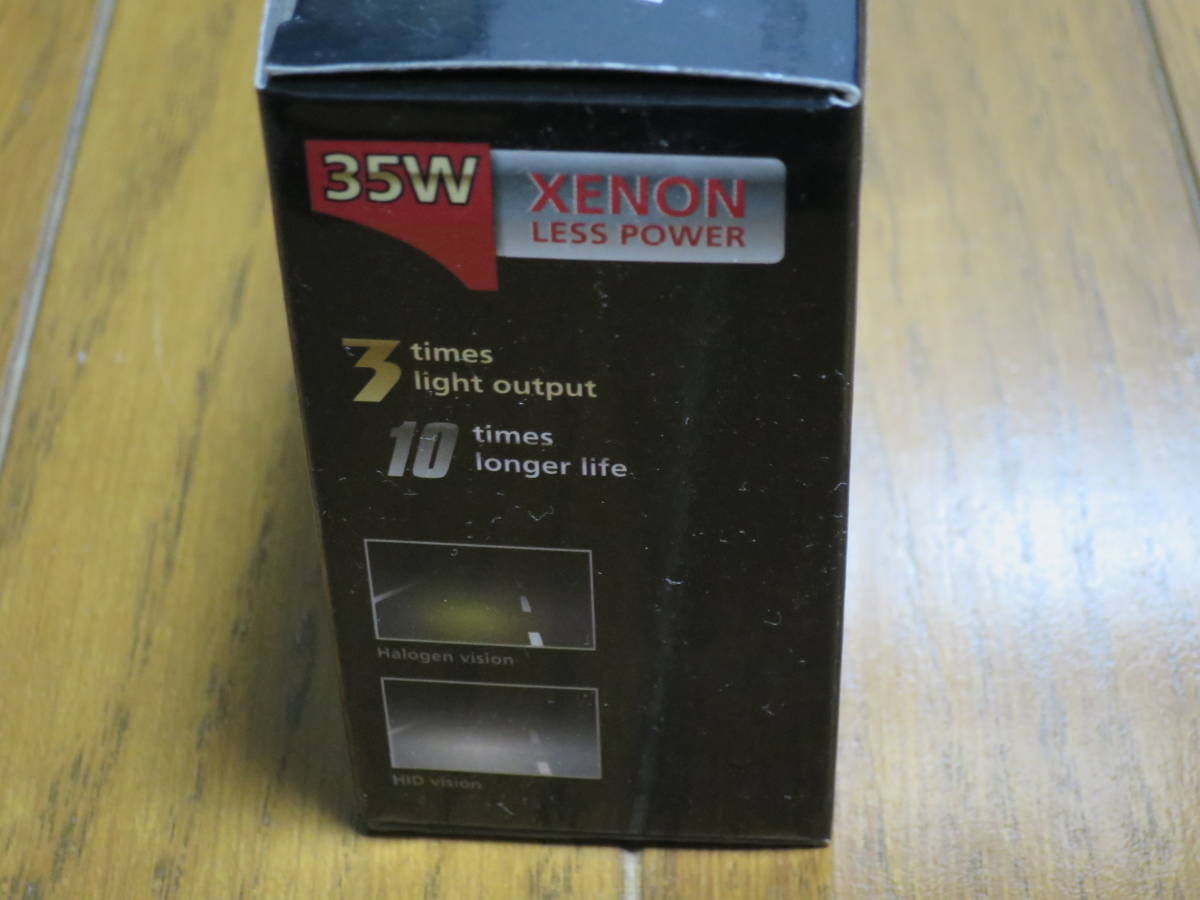 35W
XENON
LESS POWER
3 times
light output
10 times
longer life
Halogen vision
HID vision